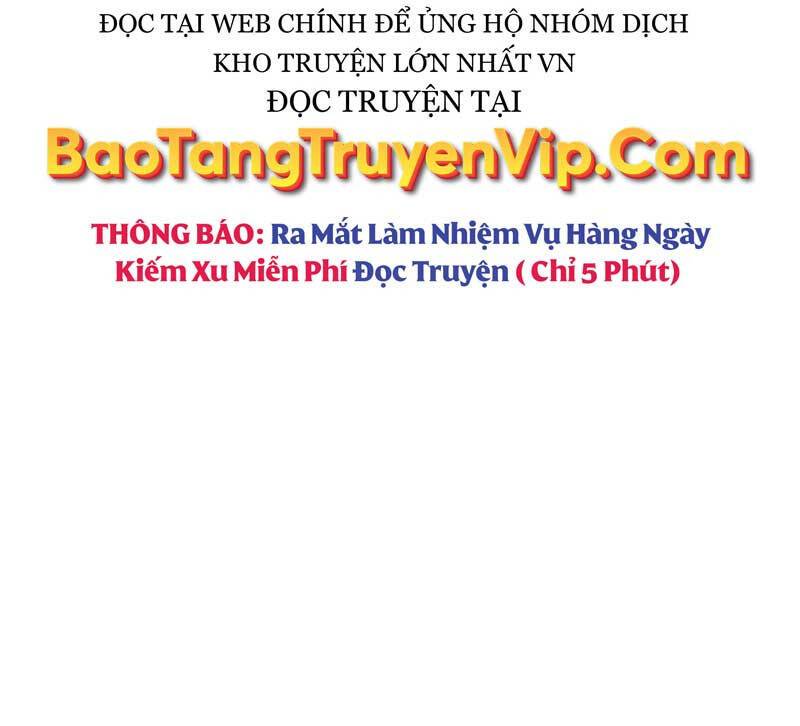 ĐỌC TẠI WEB CHÍNH ĐỂ ỦNG HỘ NHÓM DỊCH
KHO TRUYỆN LỚN NHẤT VN
ĐỌC TRUYỆN TẠI
BaoTangTruyenVip.Com
THÔNG BÁO: Ra Mắt Làm Nhiệm Vụ Hàng Ngày
Kiếm Xu Miễn Phí Đọc Truyện ( Chỉ 5 Phút)